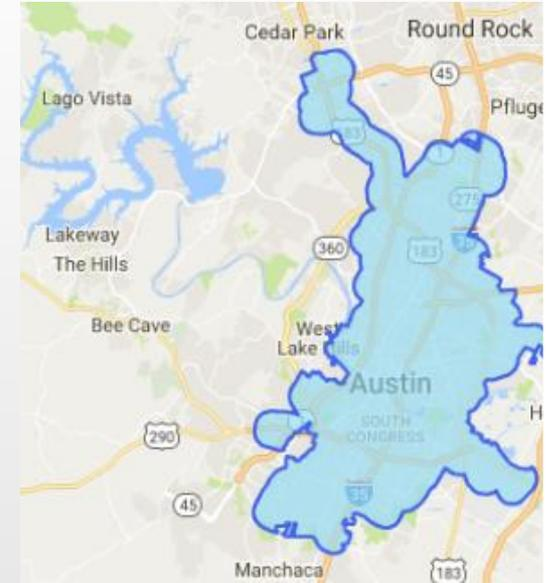 Cedar Park
Round Rock
45
Lago Vista
183
Pfluge
1
275
Lakeway
360
183
35
The Hills
Bee Cave
West
Lake Hills
Austin
H
290
SOUTH
CONGRESS
35
45
Manchaca
183